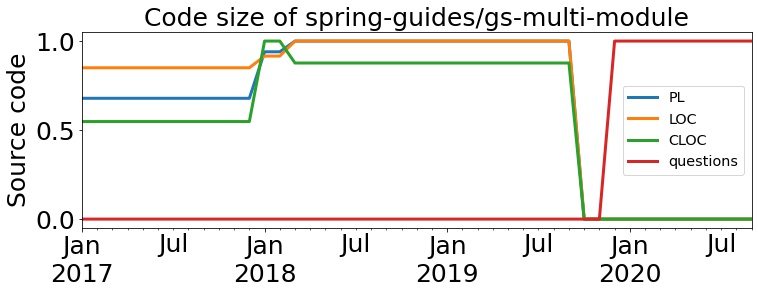 Code size of spring-guides/gs-multi-module
Source code
1.0
0.5
0.0
PL
LOC
CLOC
questions
Jan Jul Jan Jul Jan Jul Jan Jul
2017 2018 2019 2020